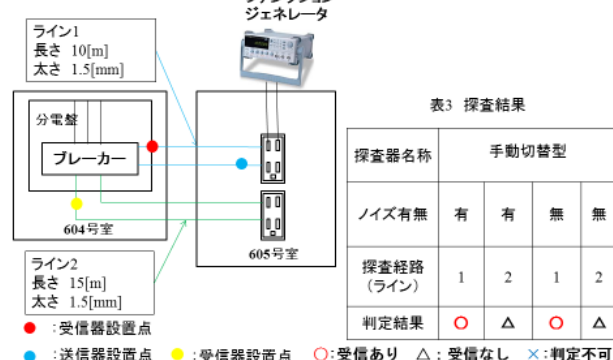 ジェネレータ
ライン1
長さ 10[m]
太さ 1.5[mm]
分電盤
ブレーカー
604号室
605号室
ライン2
長さ 15[m]
太さ 1.5[mm]
表3 探査結果
探査器名称 手動切替型
ノイズ有無 有 有 無 無
探査経路 1 2 1 2
(ライン)
判定結果 ○ △ ○ △
●:受信器設置点
●:送信器設置点 ●:受信器設置点 ○:受信あり △:受信なし ×:判定不可